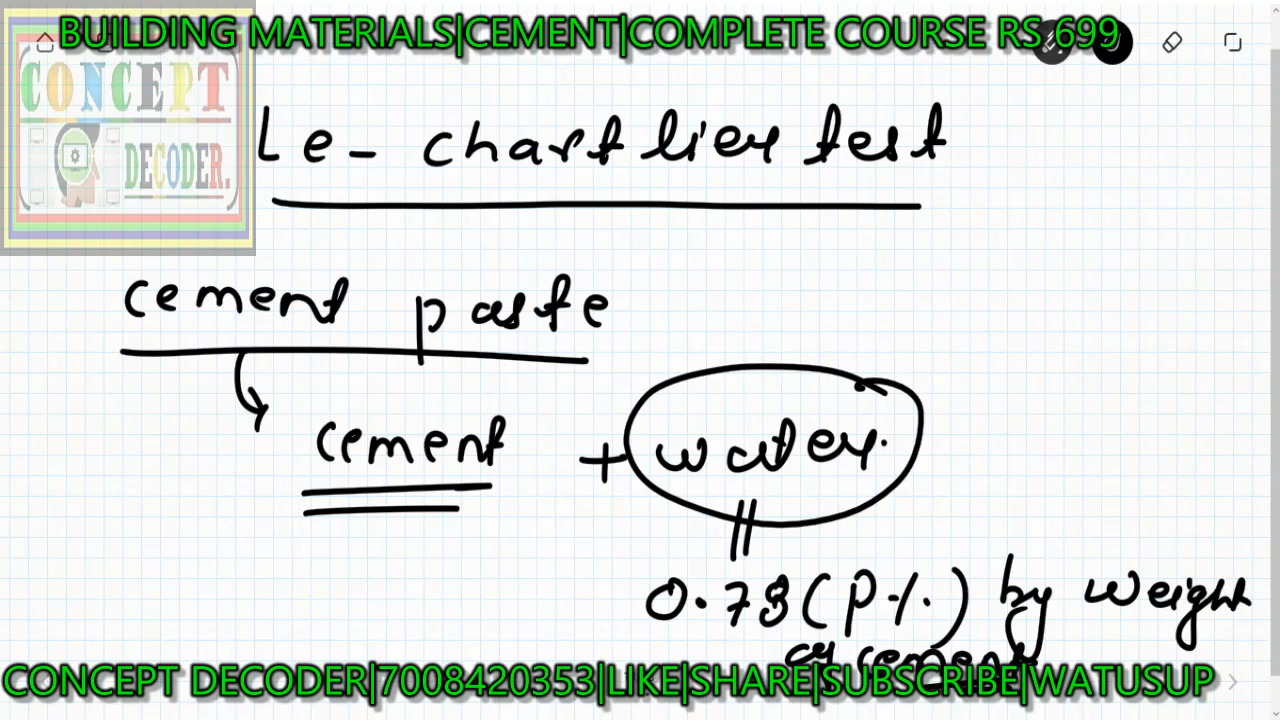 BUILDING MATERIALS|CEMENT|COMPLETE COURSE RS 699
CONCEPT
DECODER.
Le - chartlier test
cement paste
cement + water.
0.78 (P%.) by weight
of cement
CONCEPT DECODER|7008420353|LIKE|SHARE|SUBSCRIBE|WATUSUP